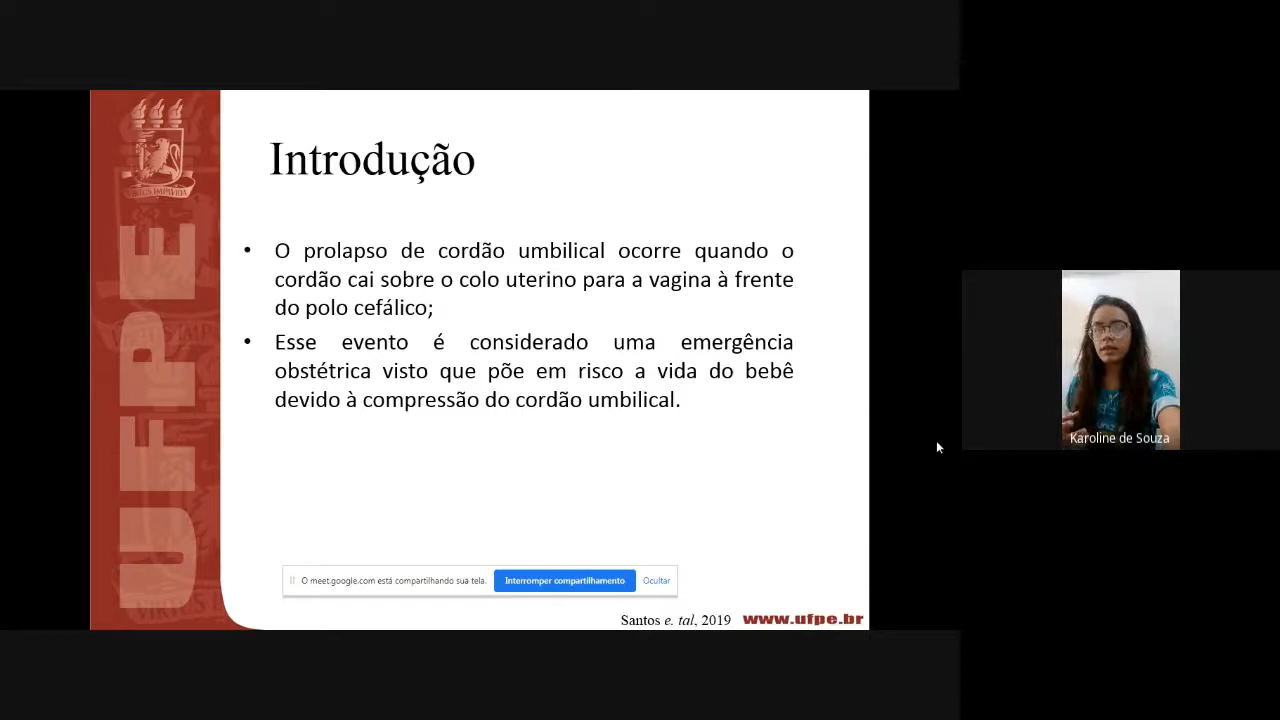 VIRTUS IMPAVIDA
UFPE
Introdução
• O prolapso de cordão umbilical ocorre quando o
cordão cai sobre o colo uterino para a vagina à frente
do polo cefálico;
• Esse evento é considerado uma emergência
obstétrica visto que põe em risco a vida do bebê
devido à compressão do cordão umbilical.
O meet.google.com está compartilhando sua tela.
Interromper compartilhamento
Ocultar
Santos e. tal, 2019
www.ufpe.br
Karoline de Souza